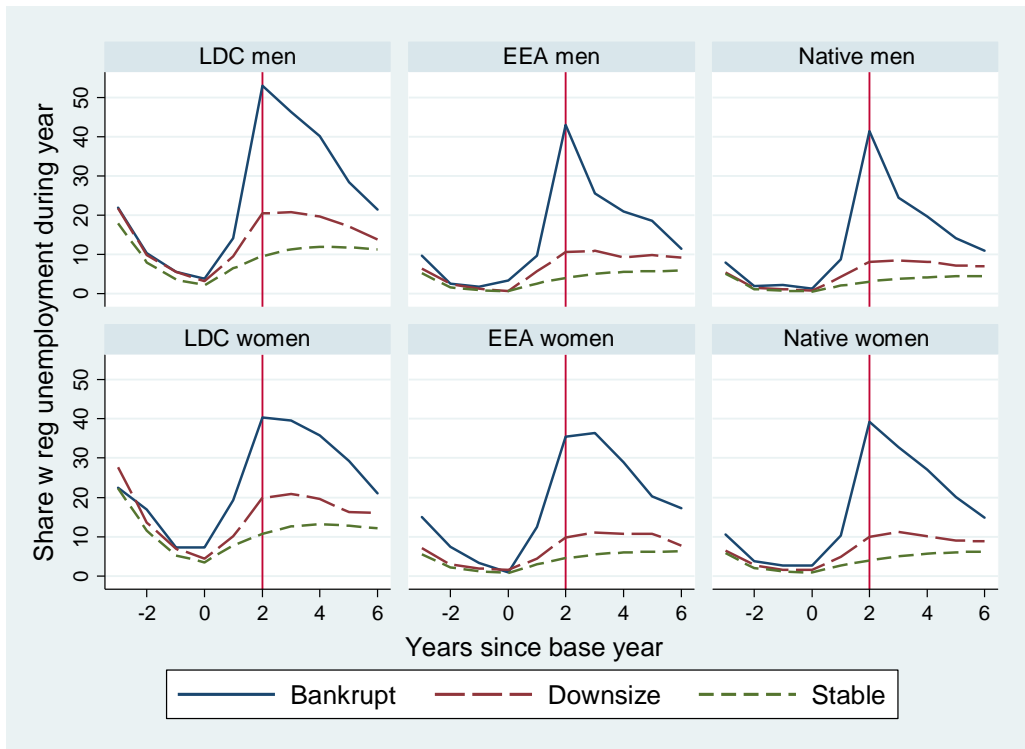 LDC men
EEA men
Native men
50
40
30
20
10
0
LDC women
EEA women
Native women
50
40
30
20
10
0
-2 0 2 4 6
-2 0 2 4 6
-2 0 2 4 6
Share w reg unemployment during year
Years since base year
Bankrupt Downsize Stable